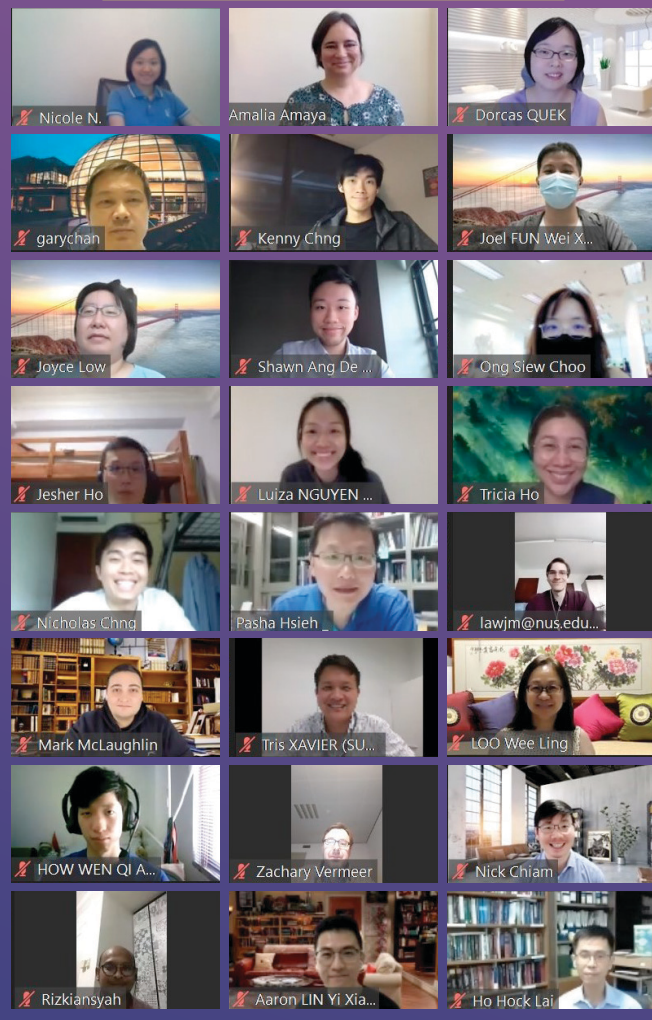 Nicole N.
Amalia Amaya
Dorcas QUEK
garychan
Kenny Chng
Joel FUN Wei X...
Joyce Low
Shawn Ang De ...
Ong Siew Choo
Jesher Ho
Luiza NGUYEN ...
Tricia Ho
Nicholas Chng
Pasha Hsieh
lawjm@nus.edu...
Mark McLaughlin
Tris XAVIER (SU...
LOO Wee Ling
HOW WEN QI A...
Zachary Vermeer
Nick Chiam
Rizkiansyah
Aaron LIN Yi Xia...
Ho Hock Lai